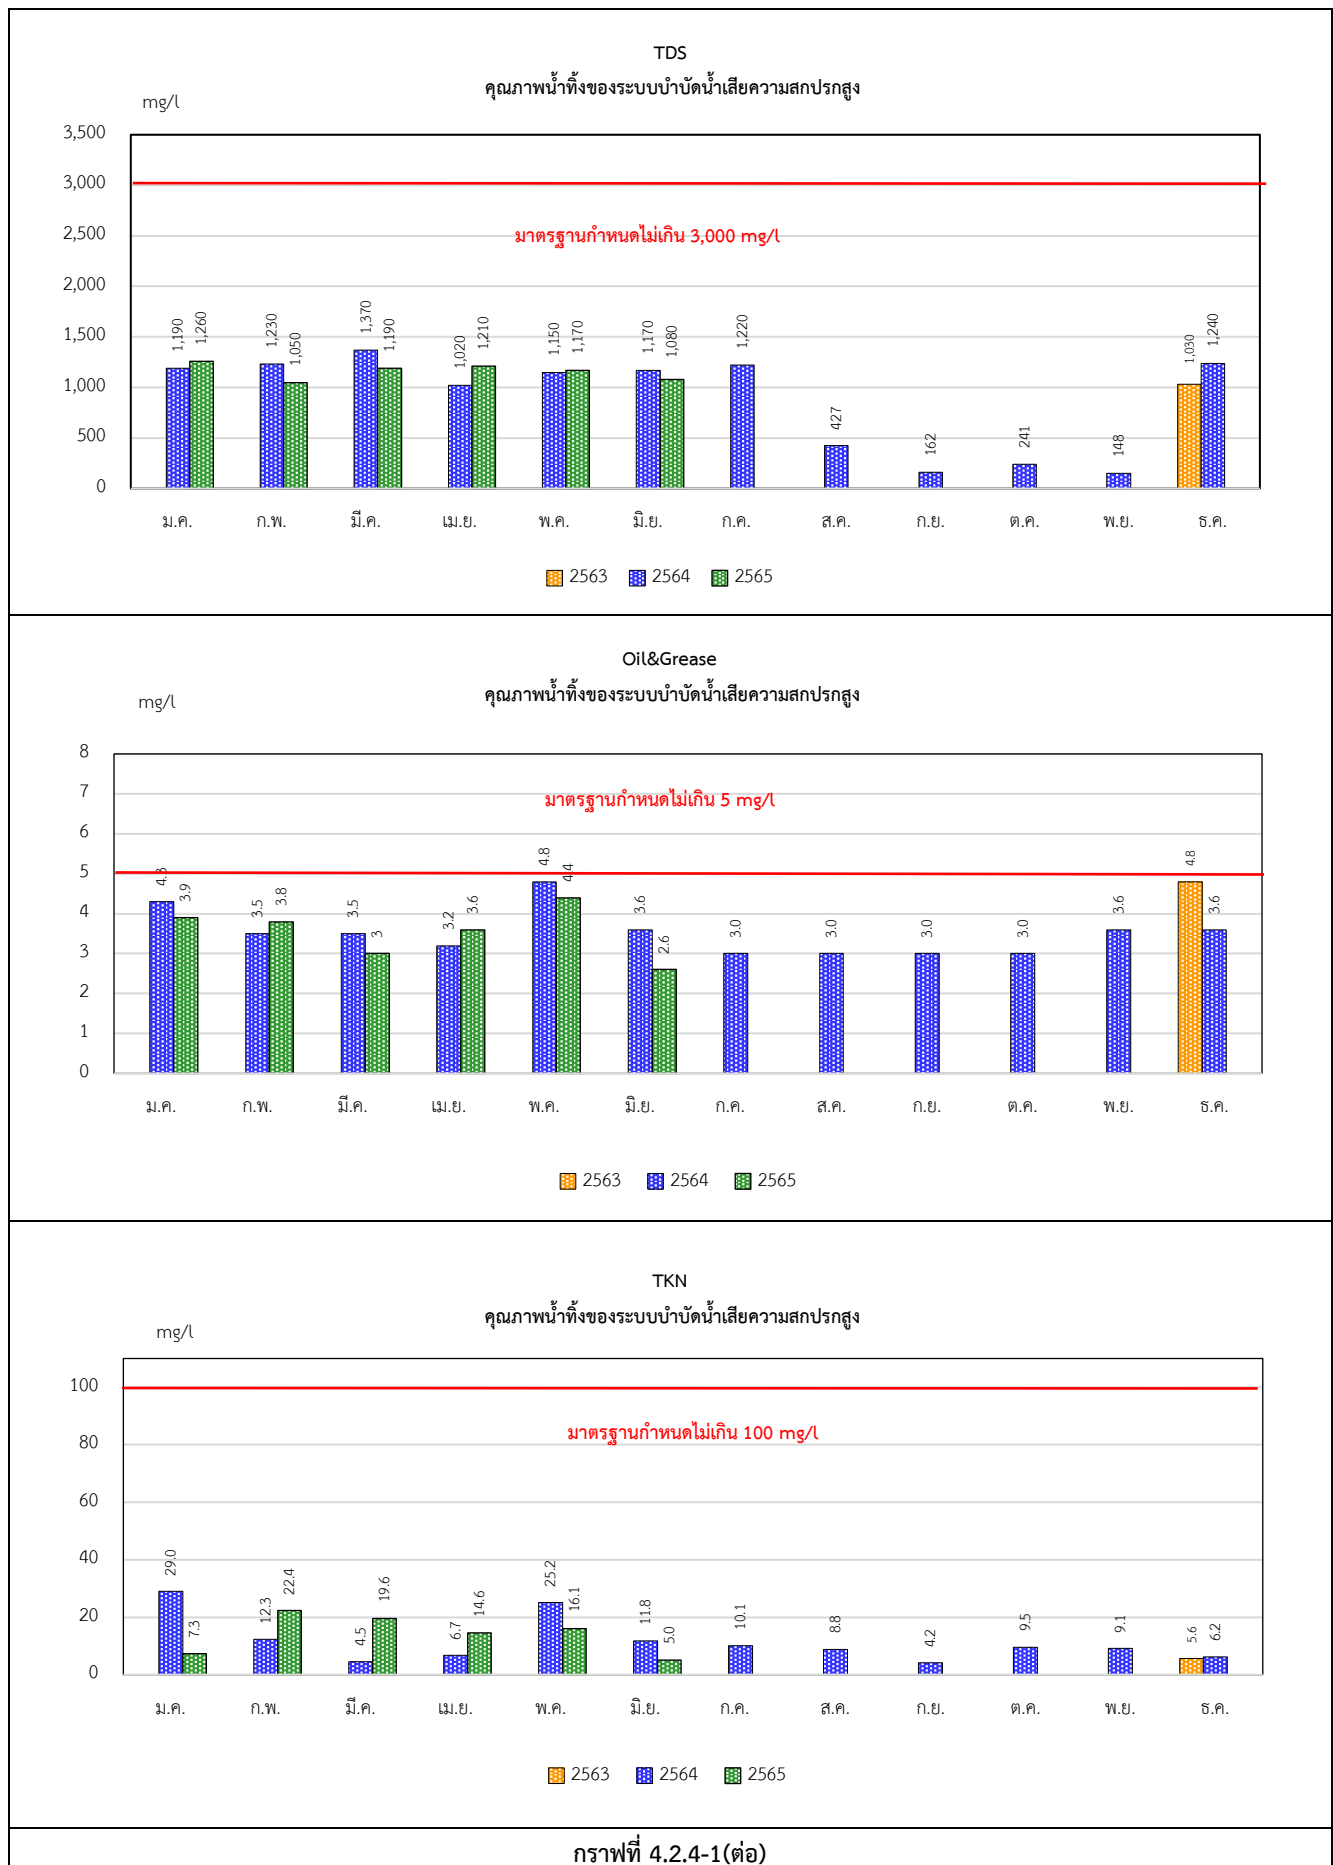 TDS
คุณภาพน้ำทิ้งของระบบบำบัดน้ำเสียความสกปรกสูง
mg/l
3,500
3,000
2,500
2,000
1,500
1,000
500
0
มาตรฐานกำหนดไม่เกิน 3,000 mg/l
1,190 1,260 1,230 1,050 1,370 1,190 1,020 1,210 1,150 1,170 1,170 1,080 1,220 427 162 241 148 1,030 1,240
ม.ค. ก.พ. มี.ค. เม.ย. พ.ค. มิ.ย. ก.ค. ส.ค. ก.ย. ต.ค. พ.ย. ธ.ค.
2563 2564 2565
Oil&Grease
คุณภาพน้ำทิ้งของระบบบำบัดน้ำเสียความสกปรกสูง
mg/l
8
7
6
5
4
3
2
1
0
มาตรฐานกำหนดไม่เกิน 5 mg/l
4.3 3.9 3.5 3.8 3.5 3 3.2 3.6 4.8 4.4 3.6 2.6 3.0 3.0 3.0 3.0 3.6 4.8 3.6
ม.ค. ก.พ. มี.ค. เม.ย. พ.ค. มิ.ย. ก.ค. ส.ค. ก.ย. ต.ค. พ.ย. ธ.ค.
2563 2564 2565
TKN
คุณภาพน้ำทิ้งของระบบบำบัดน้ำเสียความสกปรกสูง
mg/l
100
80
60
40
20
0
มาตรฐานกำหนดไม่เกิน 100 mg/l
29.0 7.3 12.3 22.4 4.5 19.6 6.7 14.6 25.2 16.1 11.8 5.0 10.1 8.8 4.2 9.5 9.1 5.6 6.2
ม.ค. ก.พ. มี.ค. เม.ย. พ.ค. มิ.ย. ก.ค. ส.ค. ก.ย. ต.ค. พ.ย. ธ.ค.
2563 2564 2565
กราฟที่ 4.2.4-1(ต่อ)